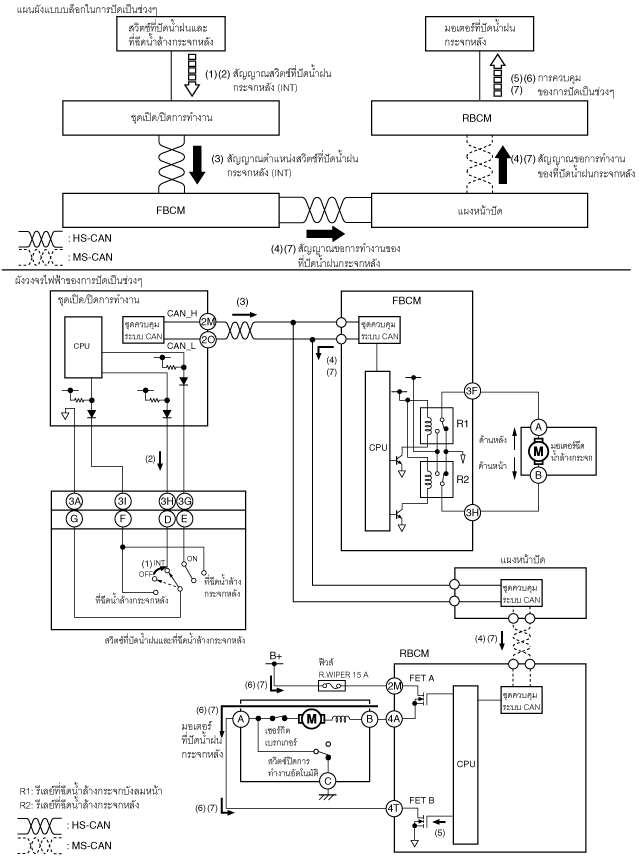 แผนผังแบบบล็อกในการปัดเป็นช่วงๆ
สวิตช์ที่ปัดน้ำฝนและ
ที่ฉีดน้ำล้างกระจกหลัง
มอเตอร์ที่ปัดน้ำฝน
กระจกหลัง
(1)(2) สัญญาณสวิตช์ที่ปัดน้ำฝน
กระจกหลัง (INT)
(5)(6) การควบคุม
(7) ของการปัดเป็นช่วงๆ
ชุดเปิด/ปิดการทำงาน
RBCM
(3) สัญญาณตำแหน่งสวิตช์ที่ปัดน้ำฝน
กระจกหลัง (INT)
(4)(7) สัญญาณขอการทำงาน
ของที่ปัดน้ำฝนกระจกหลัง
FBCM
แผงหน้าปัด
: HS-CAN
: MS-CAN
(4)(7) สัญญาณขอการทำงานของ
ที่ปัดน้ำฝนกระจกหลัง
ผังวงจรไฟฟ้าของการปัดเป็นช่วงๆ
ชุดเปิด/ปิดการทำงาน
CPU
ชุดควบคุม
ระบบ CAN
CAN_H
CAN_L
2M
2O
(3)
(4)
(7)
FBCM
ชุดควบคุม
ระบบ CAN
CPU
R1
R2
3F
3H
ด้านหลัง
ด้านหน้า
A
M
B
มอเตอร์ฉีด
น้ำล้างกระจก
(2)
3A
3I
3H
3G
G
F
D
E
(1)
INT
OFF
ON
ที่ฉีดน้ำล้างกระจกหลัง
ที่ฉีดน้ำล้าง
กระจกหลัง
สวิตช์ที่ปัดน้ำฝนและที่ฉีดน้ำล้างกระจกหลัง
แผงหน้าปัด
ชุดควบคุม
ระบบ CAN
(4)(7)
B+
(6)(7)
ฟิวส์
R.WIPER 15 A
RBCM
2M
FET A
4A
ชุดควบคุม
ระบบ CAN
CPU
(6)(7)
มอเตอร์
ที่ปัดน้ำฝน
กระจกหลัง
A
M
B
เซอร์กิต
เบรกเกอร์
สวิตช์ปิดการ
ทำงานอัตโนมัติ
C
(6)(7)
4T
FET B
(5)
R1: รีเลย์ที่ฉีดน้ำล้างกระจกบังลมหน้า
R2: รีเลย์ที่ฉีดน้ำล้างกระจกหลัง
: HS-CAN
: MS-CAN